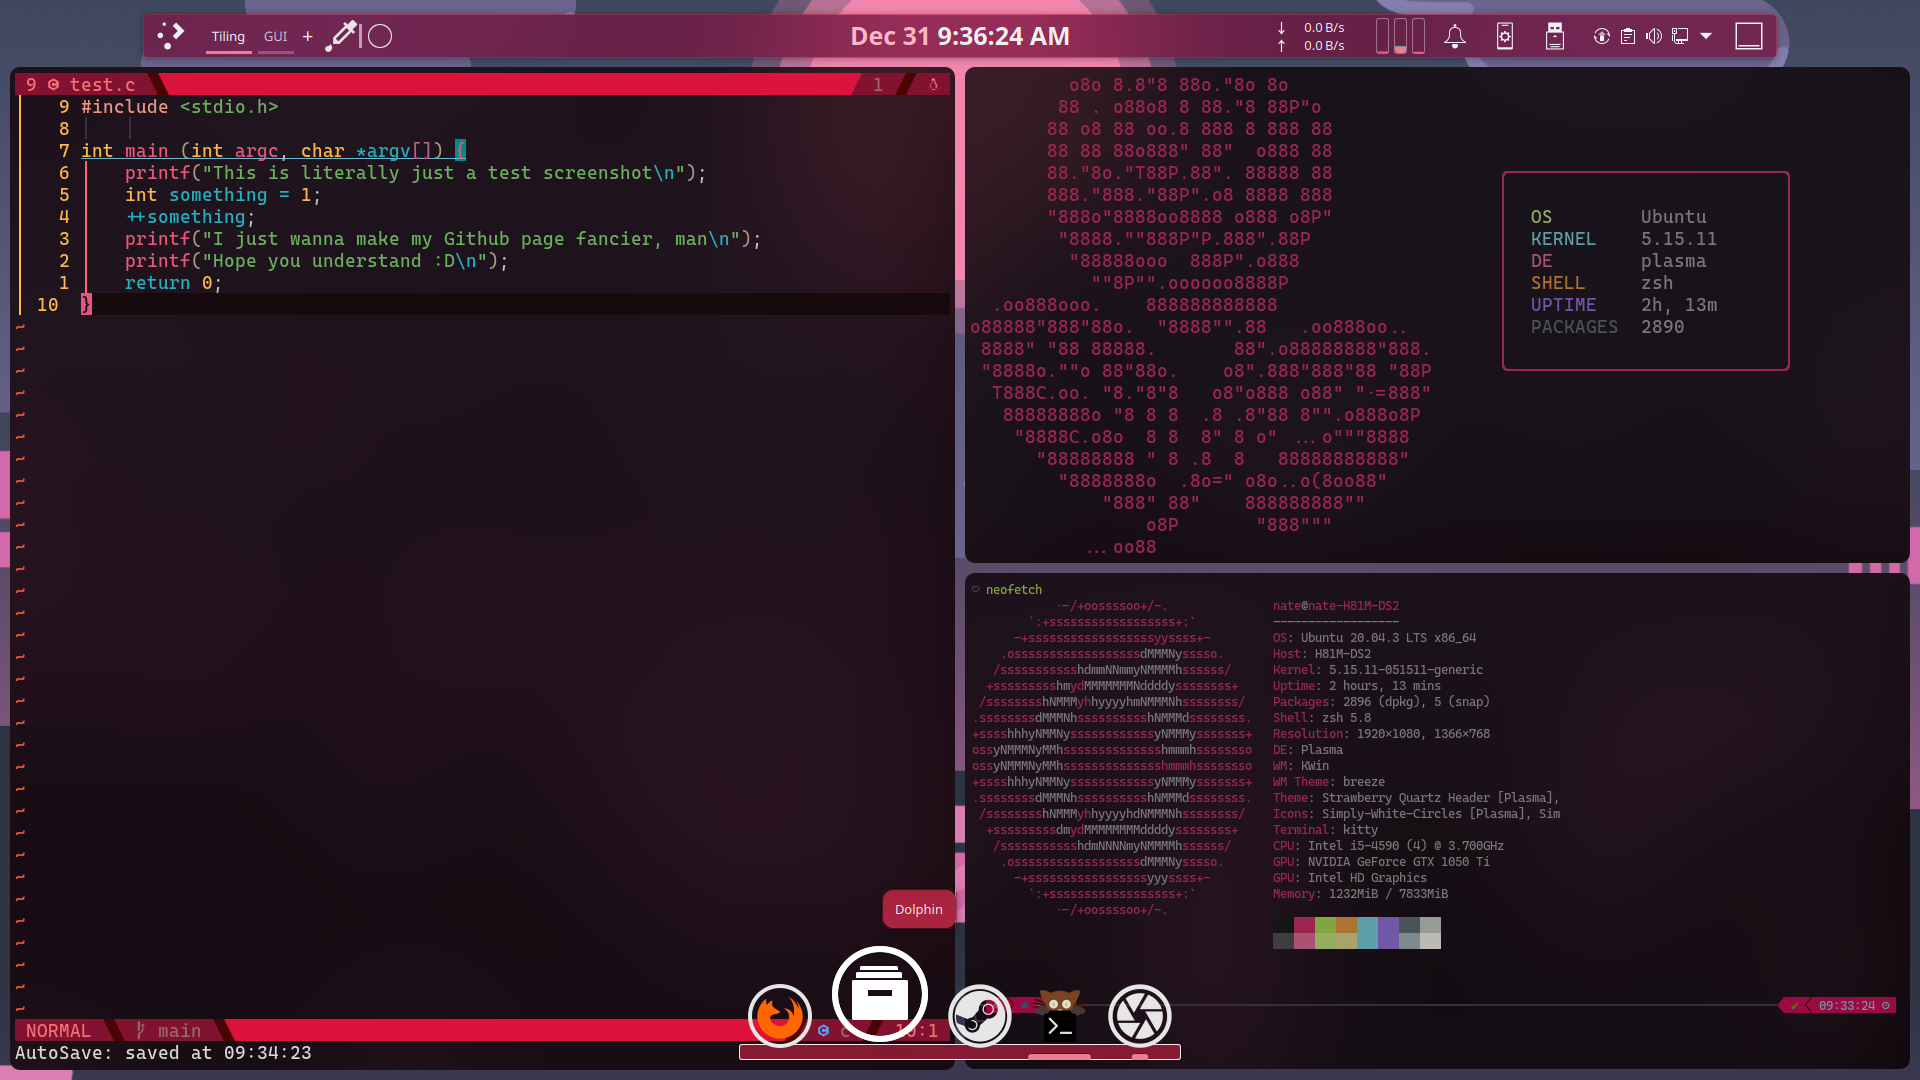 Tiling GUI +
Dec 31 9:36:24 AM
↓ 0.0 B/s
↑ 0.0 B/s
9 test.c 1
9 #include <stdio.h>
8
7 int main (int argc, char *argv[]) {
6 printf("This is literally just a test screenshot\n");
5 int something = 1;
4 ++something;
3 printf("I just wanna make my Github page fancier, man\n");
2 printf("Hope you understand :D\n");
1 return 0;
10 }
NORMAL main 10:1
AutoSave: saved at 09:34:23
OS Ubuntu
KERNEL 5.15.11
DE plasma
SHELL zsh
UPTIME 2h, 13m
PACKAGES 2890
♡ neofetch
nate@nate-H81M-DS2
------------------
OS: Ubuntu 20.04.3 LTS x86_64
Host: H81M-DS2
Kernel: 5.15.11-051511-generic
Uptime: 2 hours, 13 mins
Packages: 2896 (dpkg), 5 (snap)
Shell: zsh 5.8
Resolution: 1920×1080, 1366×768
DE: Plasma
WM: KWin
WM Theme: breeze
Theme: Strawberry Quartz Header [Plasma],
Icons: Simply-White-Circles [Plasma], Sim
Terminal: kitty
CPU: Intel i5-4590 (4) @ 3.700GHz
GPU: NVIDIA GeForce GTX 1050 Ti
GPU: Intel HD Graphics
Memory: 1232MiB / 7833MiB
✓ 09:33:24
Dolphin